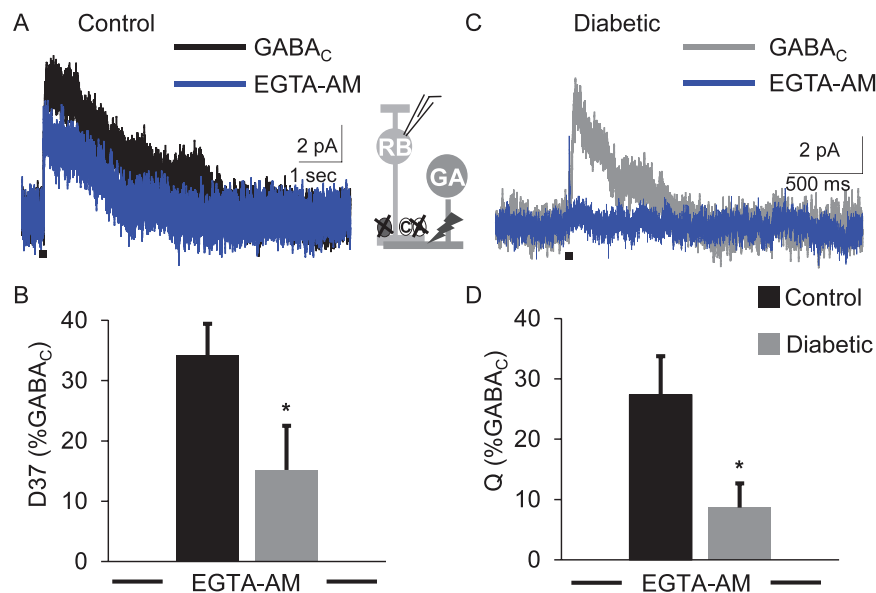 A Control
GABAC
EGTA-AM
2 pA
1 sec
RB
GA
C
C Diabetic
GABAC
EGTA-AM
2 pA
500 ms
B
D37 (%GABAC)
40
30
20
10
0
*
EGTA-AM
D
Control
Diabetic
Q (%GABAC)
40
30
20
10
0
*
EGTA-AM